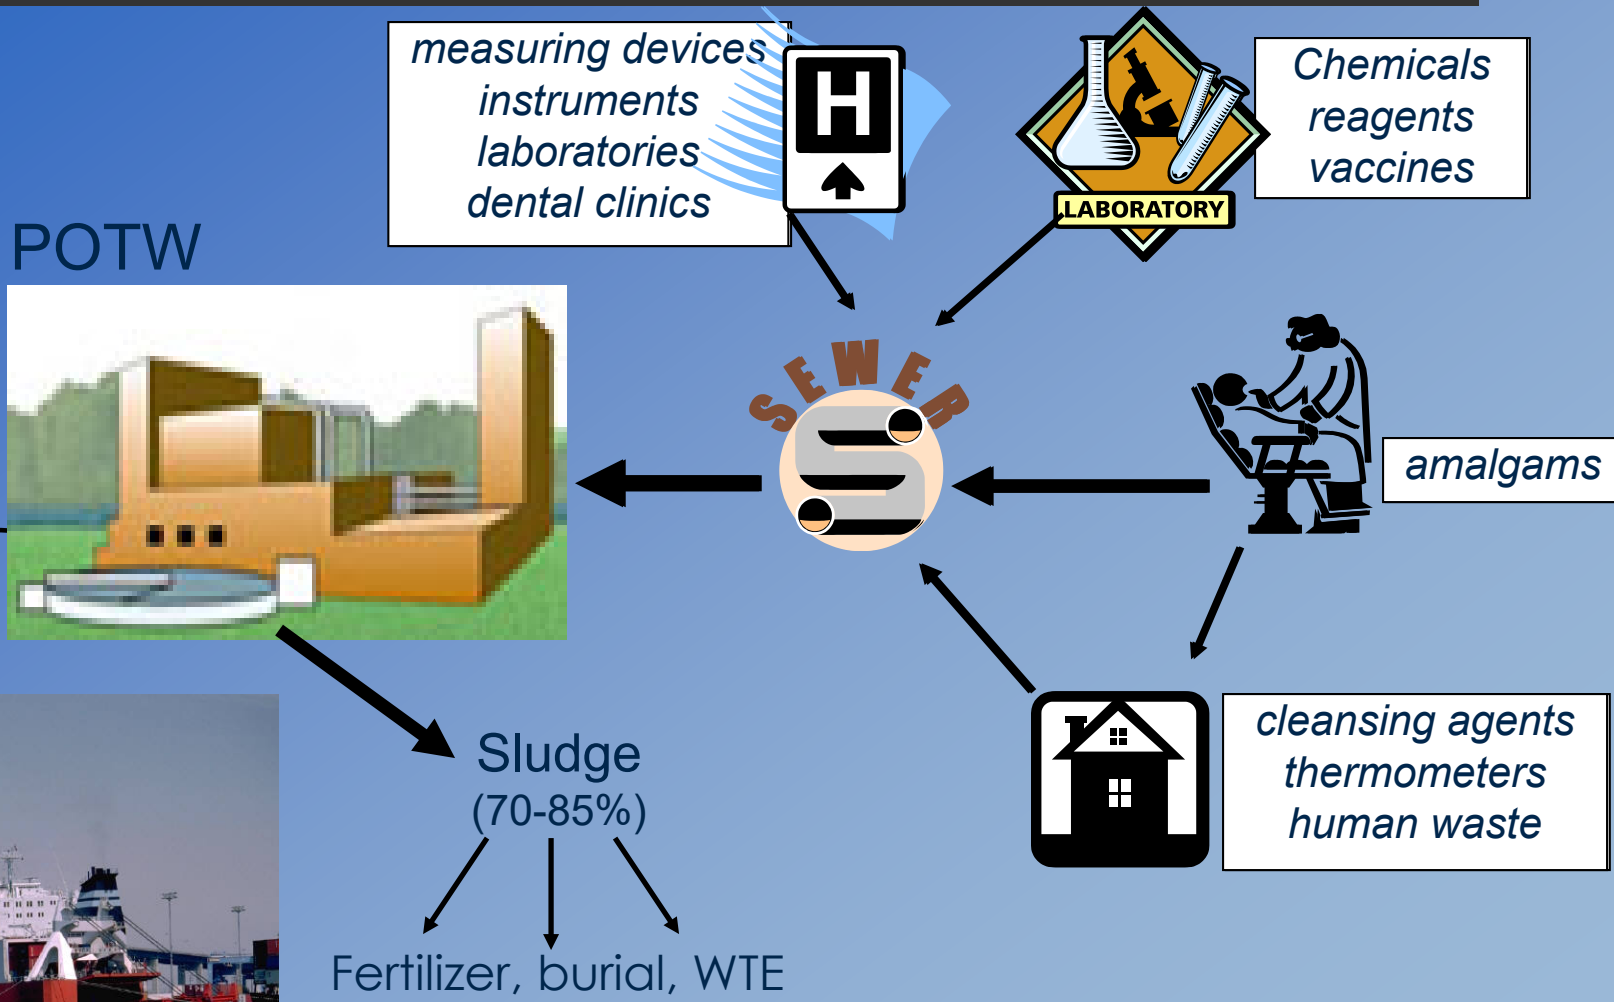 measuring devices
instruments
laboratories
dental clinics
H
LABORATORY
Chemicals
reagents
vaccines
POTW
SEWER
amalgams
cleansing agents
thermometers
human waste
Sludge
(70-85%)
Fertilizer, burial, WTE